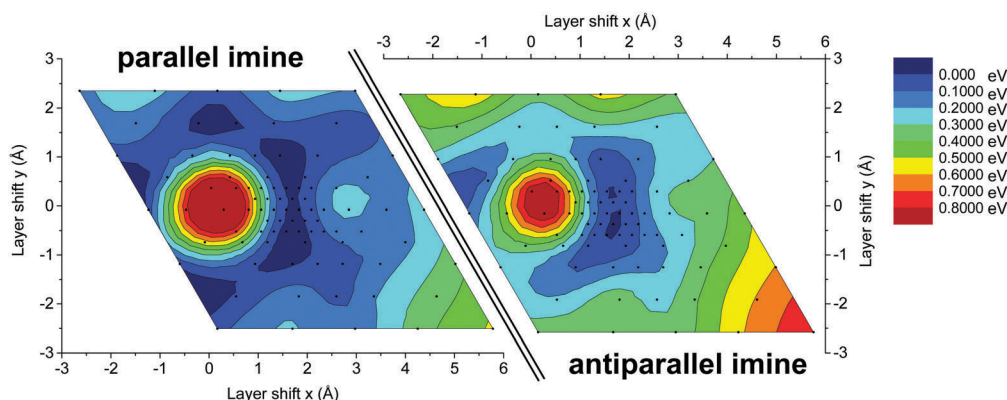 Layer shift x (Å)
-3 -2 -1 0 1 2 3 4 5 6
parallel imine
3
2
1
0
-1
-2
-3
Layer shift y (Å)
-3 -2 -1 0 1 2 3 4 5 6
Layer shift x (Å)
3
2
1
0
-1
-2
-3
Layer shift y (Å)
antiparallel imine
0.000 eV
0.1000 eV
0.2000 eV
0.3000 eV
0.4000 eV
0.5000 eV
0.6000 eV
0.7000 eV
0.8000 eV